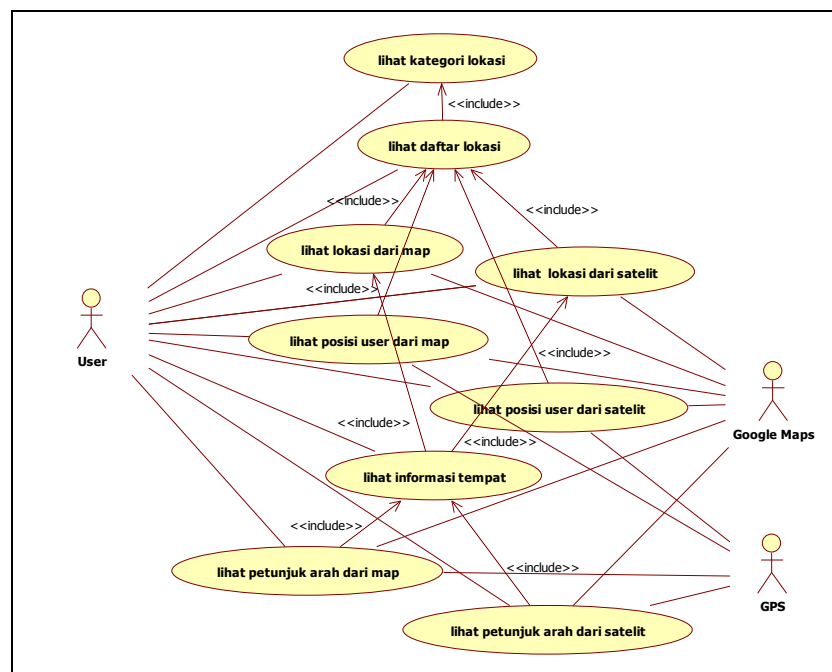 lihat kategori lokasi
<<include>>
lihat daftar lokasi
<<include>>
<<include>>
lihat lokasi dari map
lihat  lokasi dari satelit
<<include>>
lihat posisi user dari map
User
<<include>>
lihat posisi user dari satelit
Google Maps
<<include>>
<<include>>
lihat informasi tempat
<<include>>
<<include>>
lihat petunjuk arah dari map
GPS
lihat petunjuk arah dari satelit